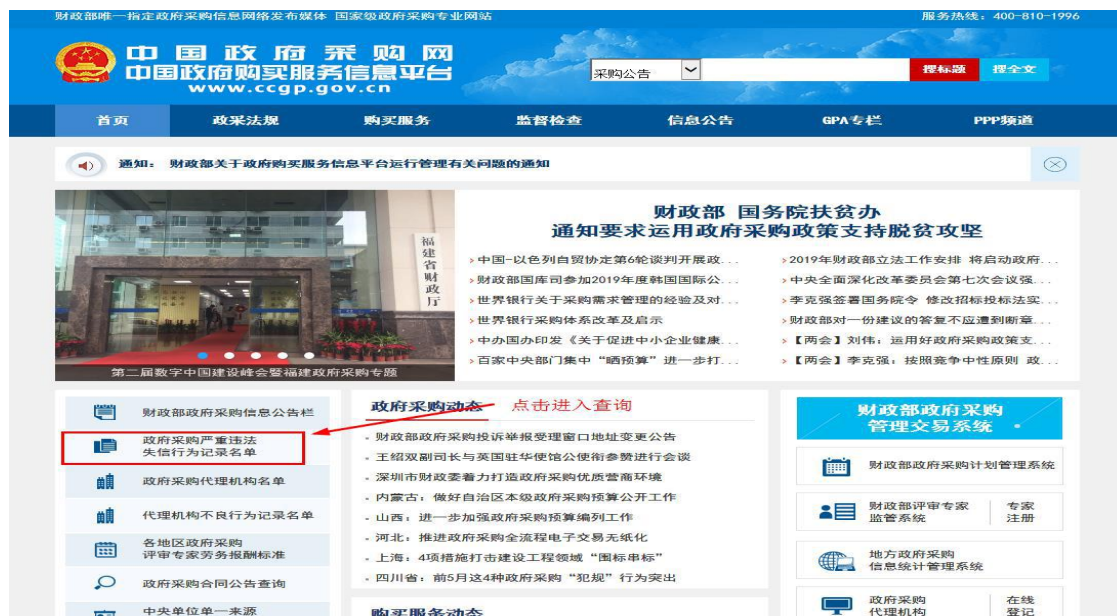 财政部唯一指定政府采购信息网络发布媒体 国家级政府采购专业网站
服务热线：400-810-1996
中国政府采购网
中国政府购买服务信息平台
www.ccgp.gov.cn
采购公告
搜标题
搜全文
首页
政采法规
购买服务
监督检查
信息公告
GPA专栏
PPP频道
通知：
财政部关于政府购买服务信息平台运行管理有关问题的通知
福建省财政厅
第二届数字中国建设峰会暨福建政府采购专题
财政部 国务院扶贫办
通知要求运用政府采购政策支持脱贫攻坚
中国-以色列自贸协定第6轮谈判开展政...
财政部国库司参加2019年度韩国国际公...
世界银行关于采购需求管理的经验及对...
世界银行采购体系改革及启示
中办国办印发《关于促进中小企业健康...
百家中央部门集中“晒预算”进一步打...
2019年财政部立法工作安排 将启动政府...
中央全面深化改革委员会第七次会议强...
李克强签署国务院令 修改招标投标法实...
财政部对一份建议的答复不应遭到断章...
【两会】刘伟：运用好政府采购政策支...
【两会】李克强：按照竞争中性原则 政...
财政部政府采购信息公告栏
政府采购严重违法
失信行为记录名单
政府采购代理机构名单
代理机构不良行为记录名单
各地区政府采购
评审专家劳务报酬标准
政府采购合同公告查询
中央单位单一来源
政府采购动态
点击进入查询
财政部政府采购投诉举报受理窗口地址变更公告
王绍双副司长与英国驻华使馆公使衔参赞进行会谈
深圳市财政委着力打造政府采购优质营商环境
内蒙古：做好自治区本级政府采购预算公开工作
山西：进一步加强政府采购预算编列工作
河北：推进政府采购全流程电子交易无纸化
上海：4项措施打击建设工程领域“围标串标”
四川省：前5月这4种政府采购“犯规”行为突出
购买服务动态
财政部政府采购
管理交易系统
财政部政府采购计划管理系统
财政部评审专家
监管系统
专家
注册
地方政府采购
信息统计管理系统
政府采购
代理机构
在线
登记